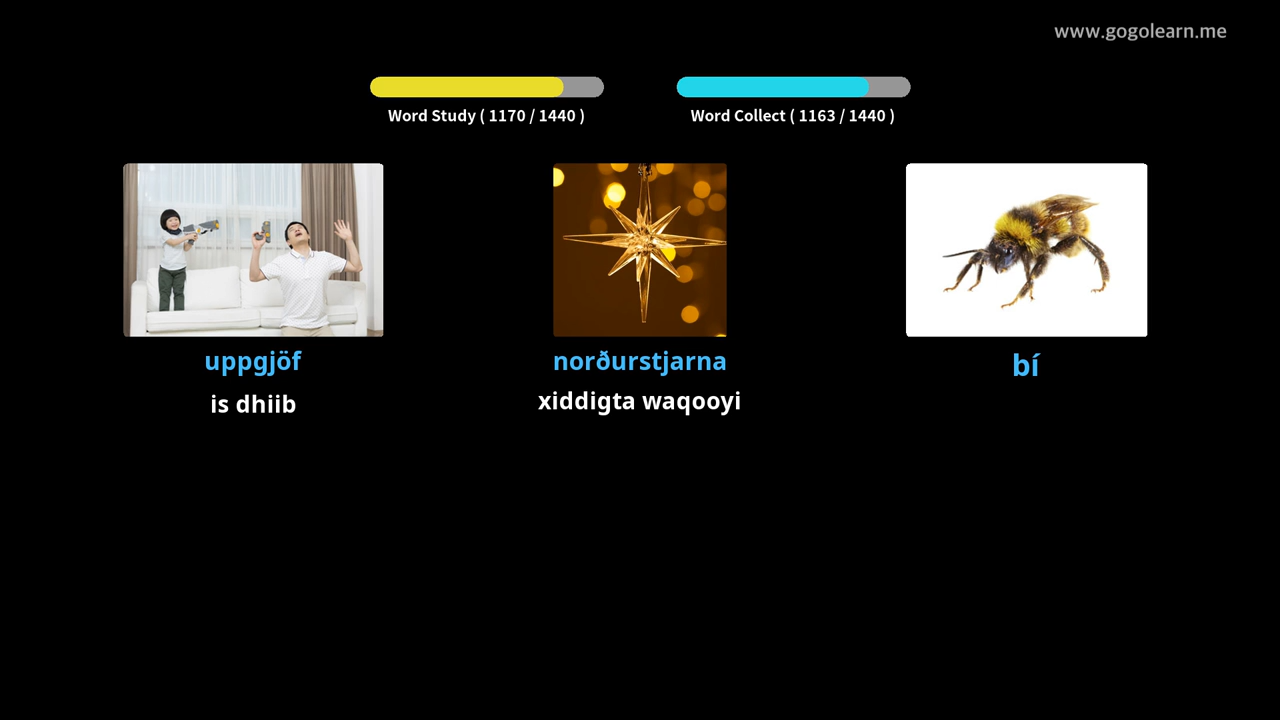 www.gogolearn.me
Word Study ( 1170 / 1440 )
Word Collect ( 1163 / 1440 )
uppgjöf
is dhiib
norðurstjarna
xiddigta waqooyi
bí